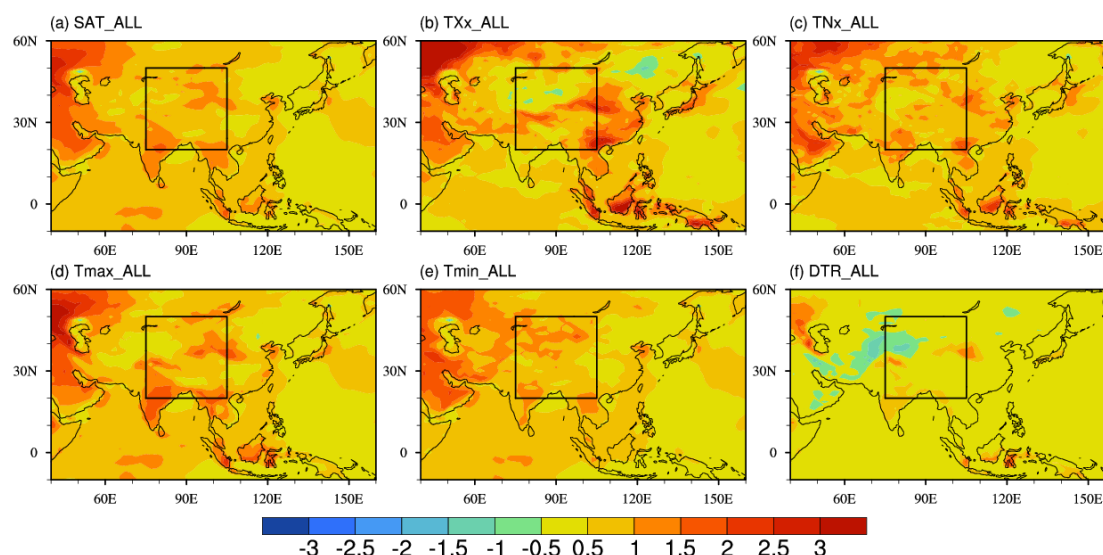 (a) SAT_ALL
(b) TXx_ALL
(c) TNx_ALL
60N 60N 60N
30N 30N 30N
0 0 0
60E 90E 120E 150E 60E 90E 120E 150E 60E 90E 120E 150E
(d) Tmax_ALL
(e) Tmin_ALL
(f) DTR_ALL
60N 60N 60N
30N 30N 30N
0 0 0
60E 90E 120E 150E 60E 90E 120E 150E 60E 90E 120E 150E
-3 -2.5 -2 -1.5 -1 -0.5 0.5 1 1.5 2 2.5 3